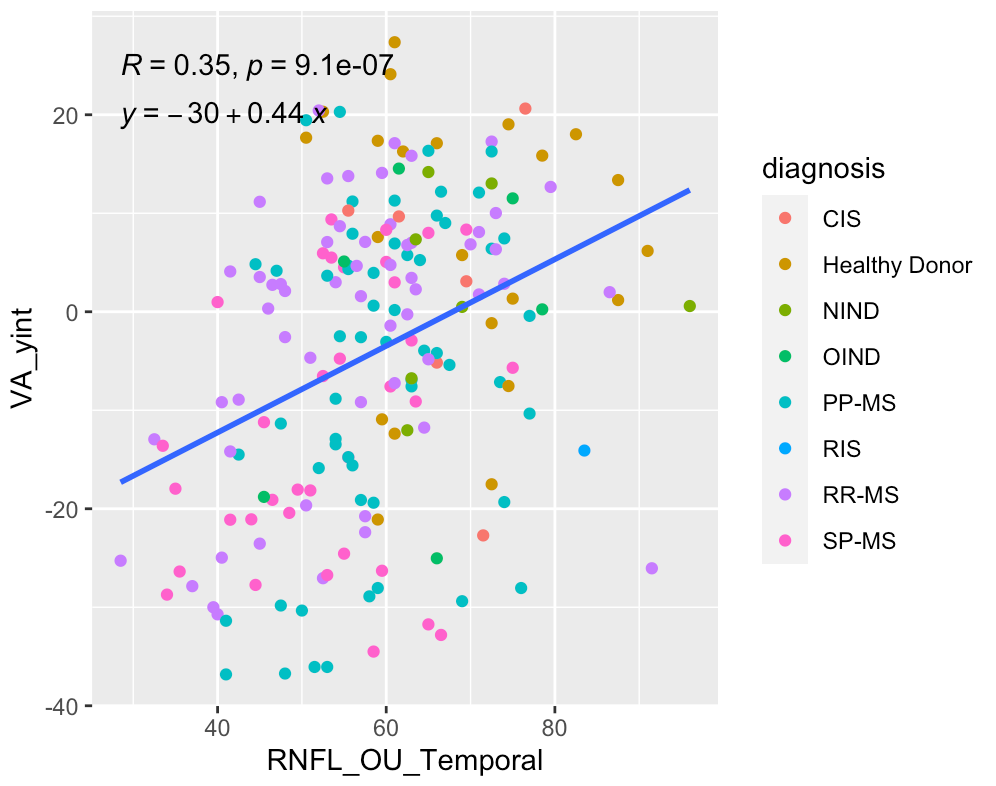 R = 0.35, p = 9.1e-07
y = −30 + 0.44 x
20
0
-20
-40
40
60
80
VA_yint
RNFL_OU_Temporal
diagnosis
CIS
Healthy Donor
NIND
OIND
PP-MS
RIS
RR-MS
SP-MS